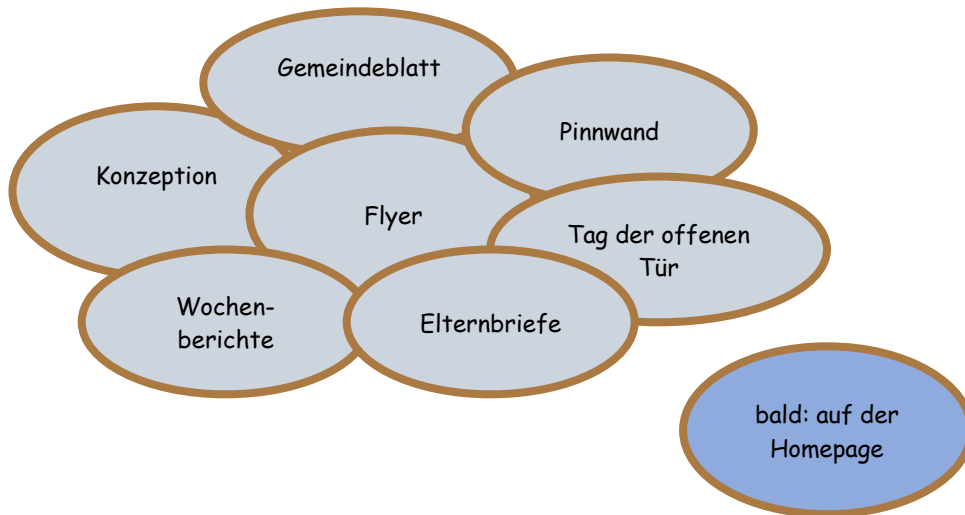 Gemeindeblatt
Pinnwand
Konzeption
Flyer
Tag der offenen
Tür
Wochen-
berichte
Elternbriefe
bald: auf der
Homepage